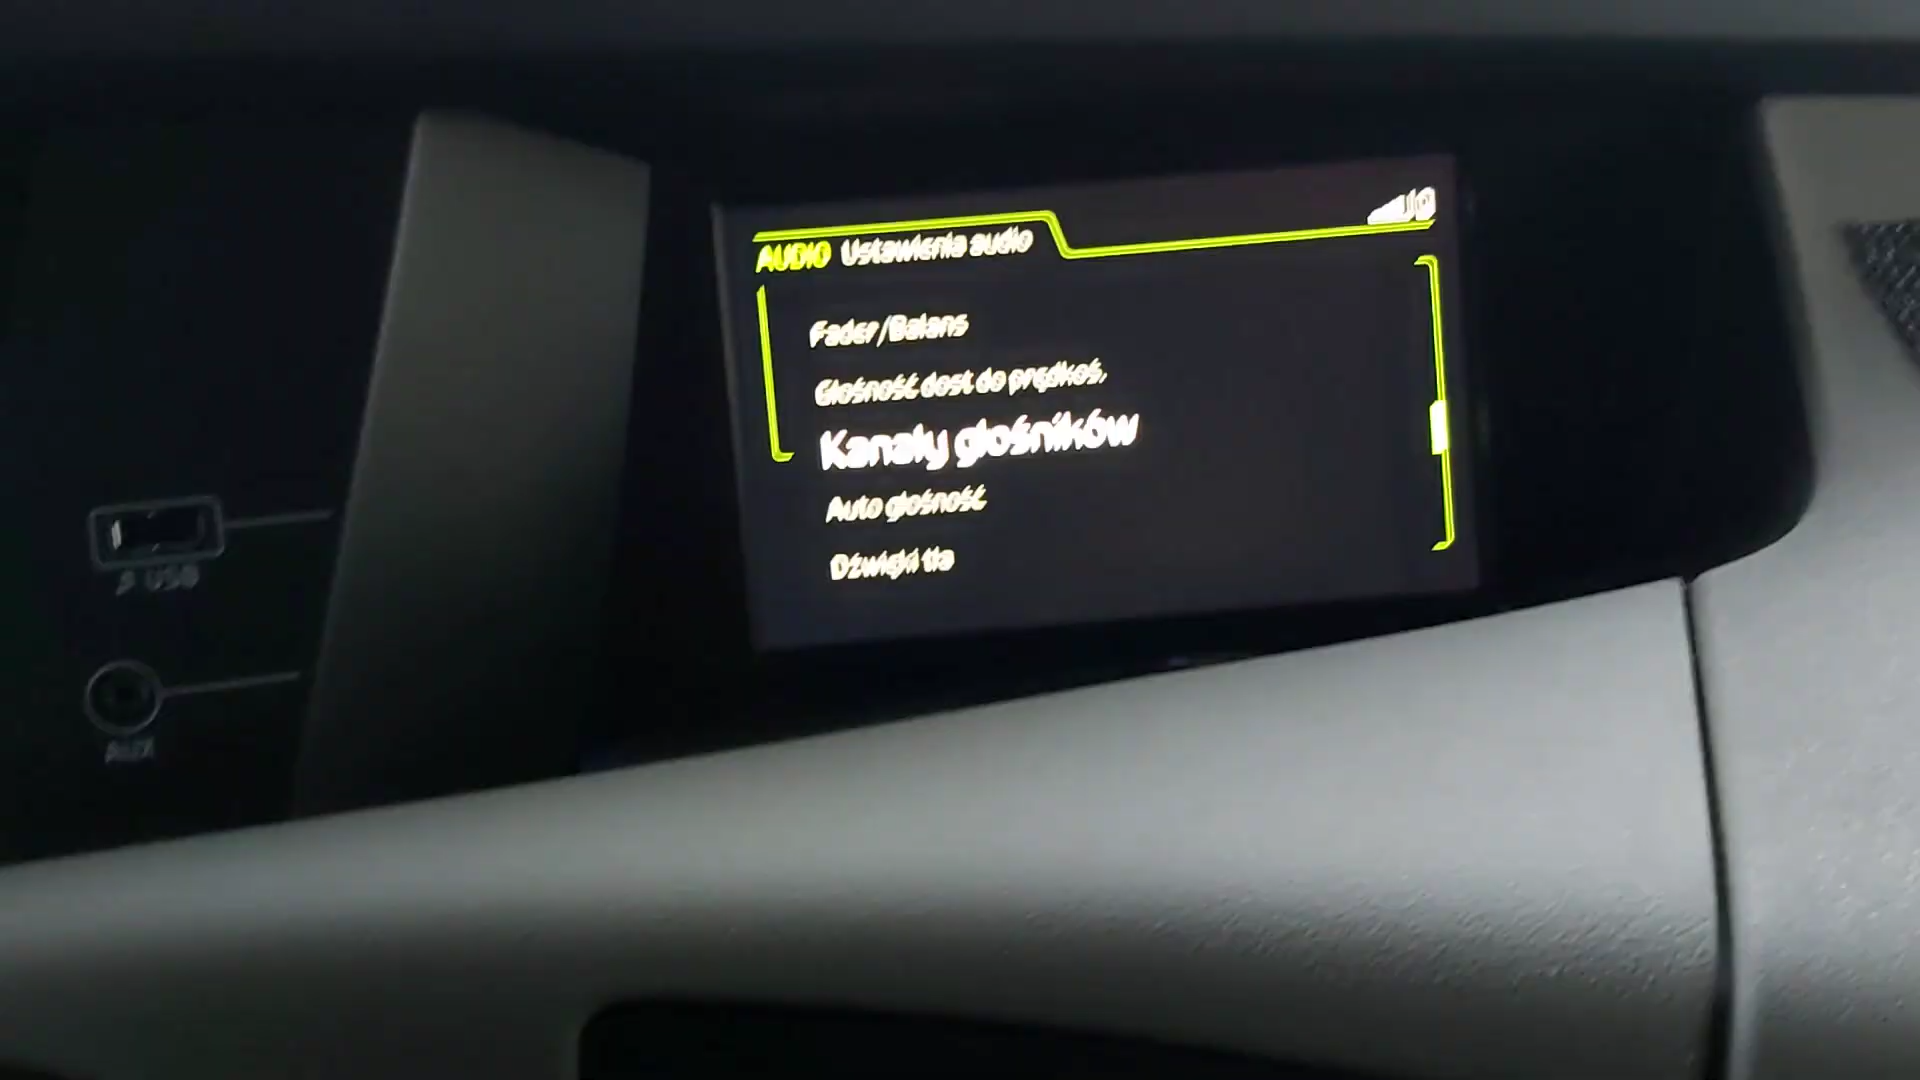 AUDIO Ustawienia audio
Fader/Balans
Głośność dost do prędkoś.
Kanały głośników
Auto głośność
Dźwięki tła
USB
AUX